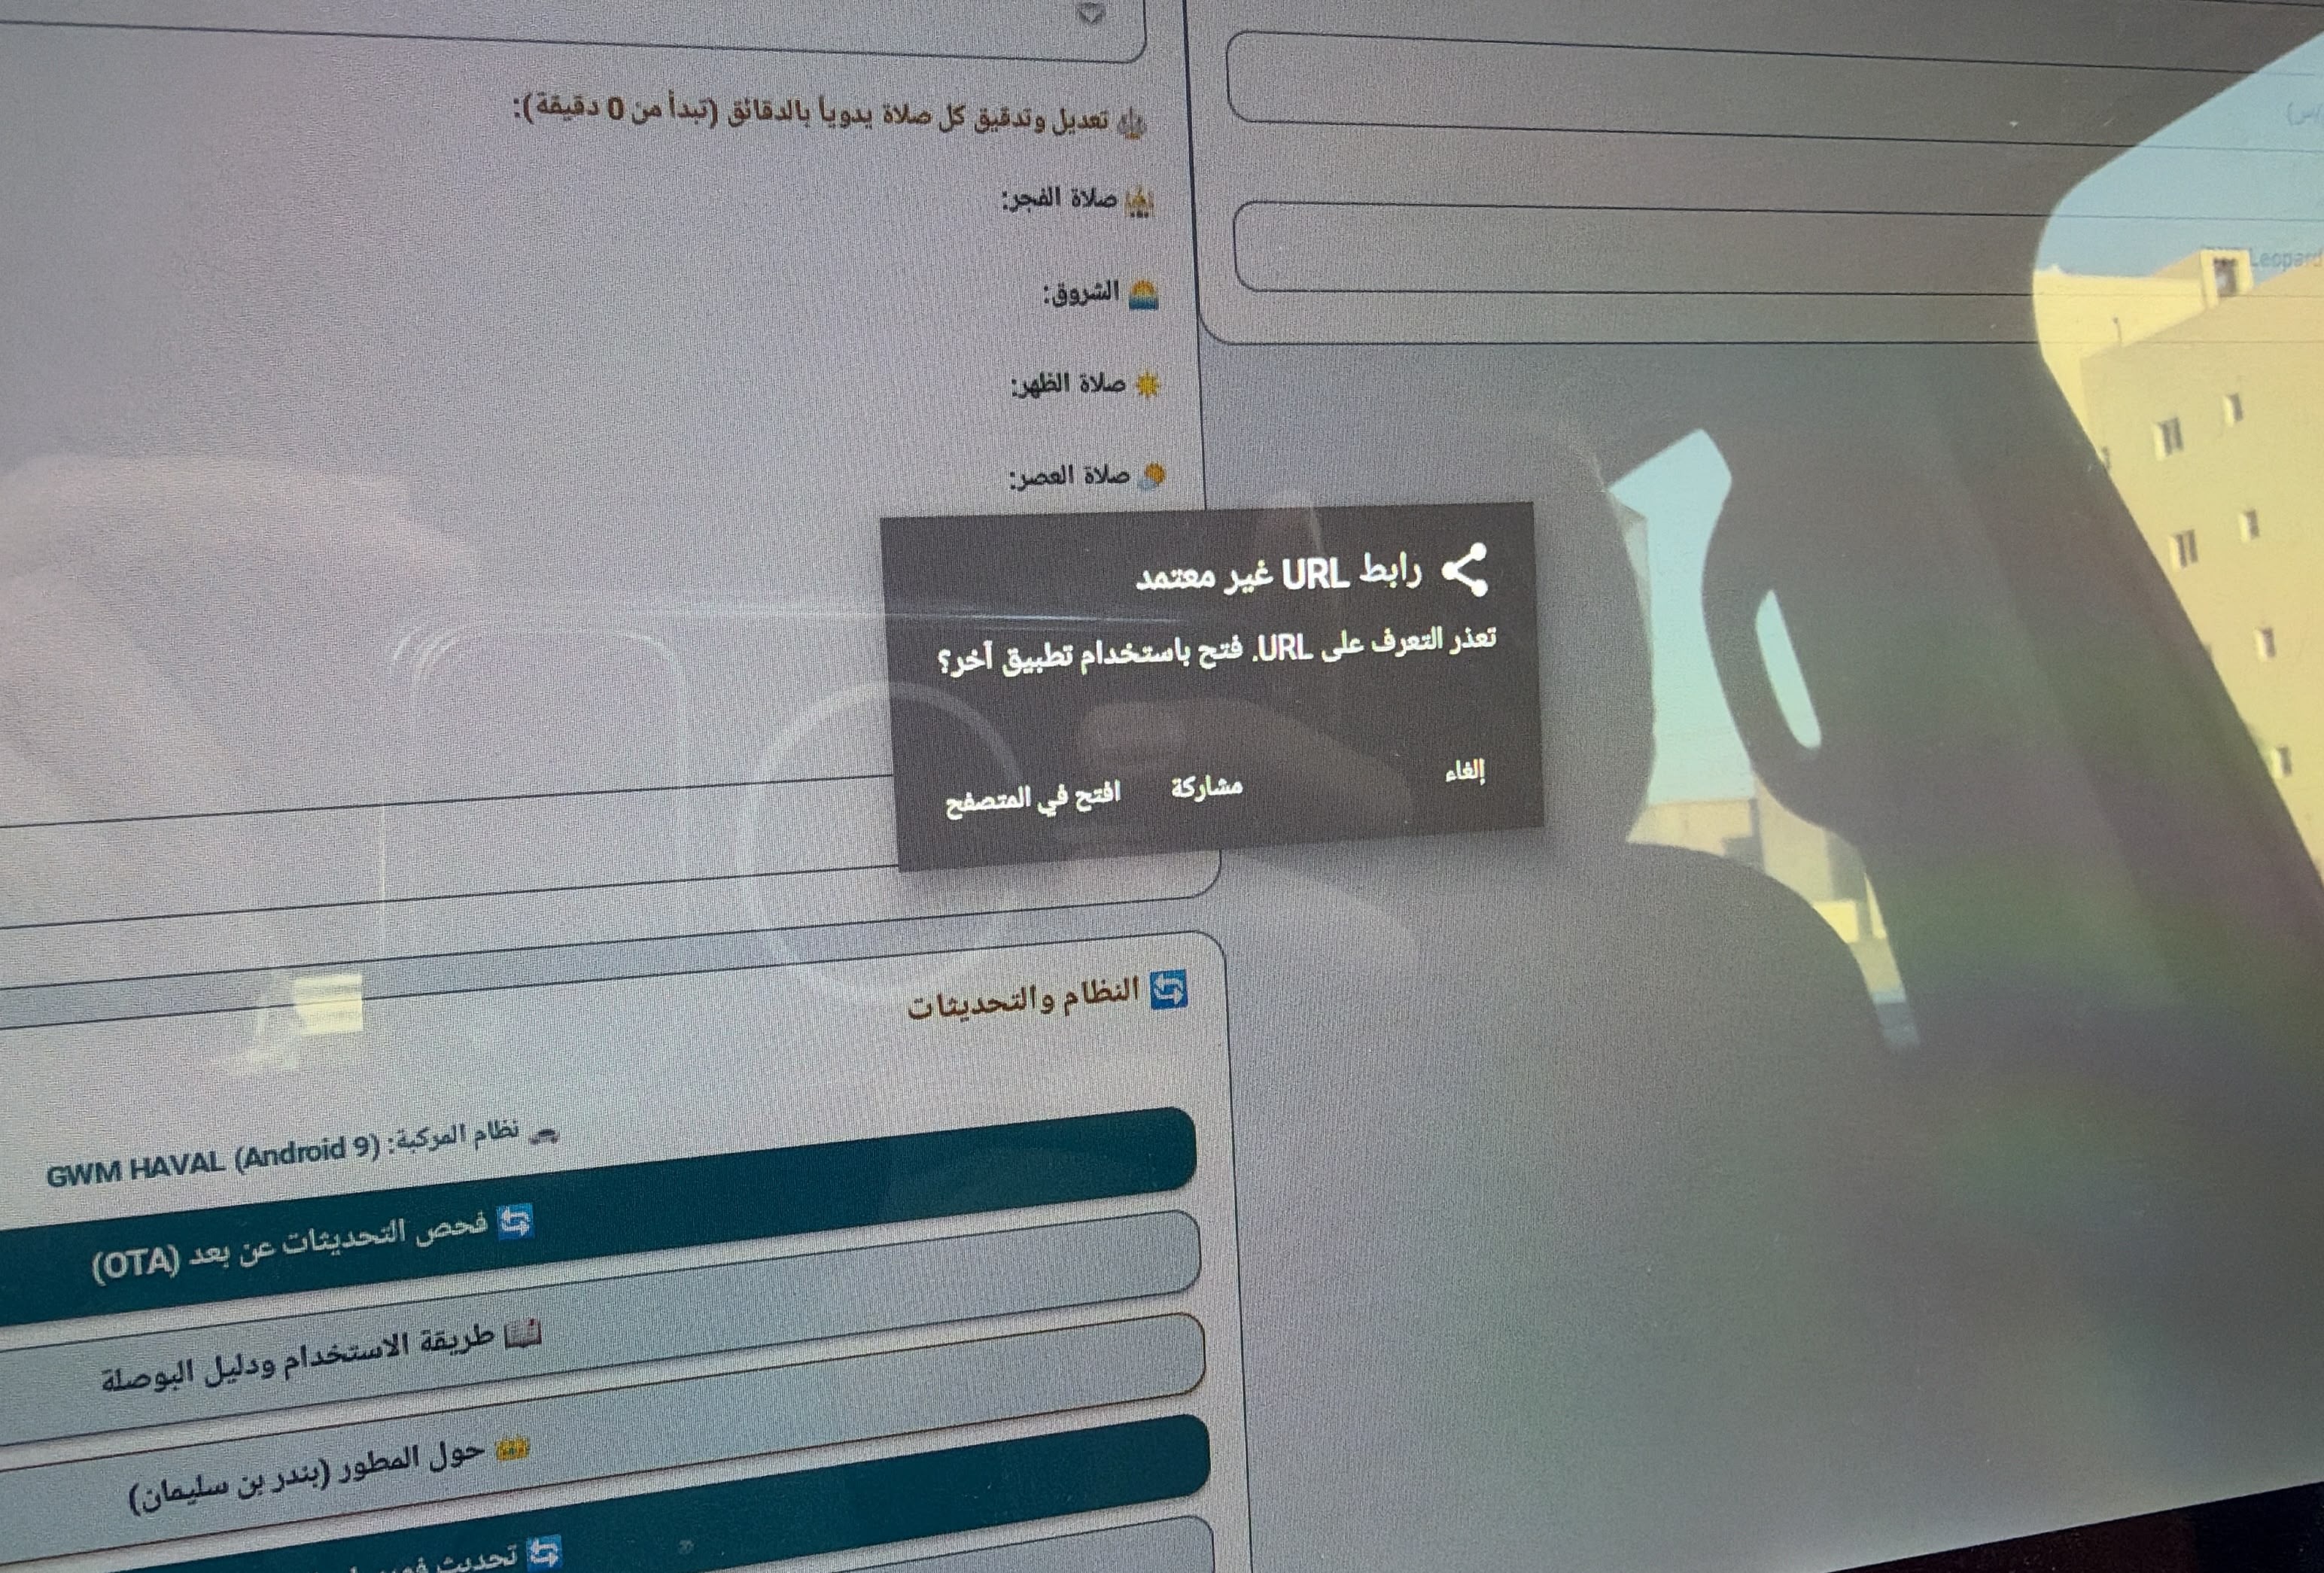 تعديل وتدقيق كل صلاة يدوياً بالدقائق (تبدأ من 0 دقيقة):
صلاة الفجر:
Leopard
الشروق:
صلاة الظهر:
صلاة العصر:
رابط URL غير معتمد
تعذر التعرف على URL. فتح باستخدام تطبيق آخر؟
إلغاء
مشاركة
افتح في المتصفح
النظام والتحديثات
نظام المركبة: GWM HAVAL (Android 9)
فحص التحديثات عن بعد (OTA)
طريقة الاستخدام ودليل البوصلة
حول المطور (بندر بن سليمان)
تحديث